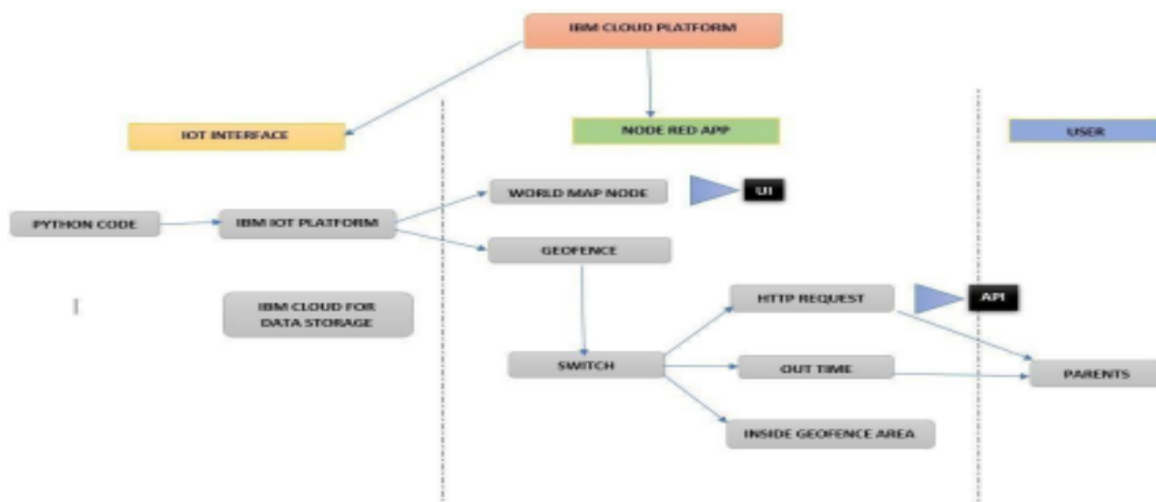 IBM CLOUD PLATFORM
IOT INTERFACE
NODE RED APP
USER
WORLD MAP NODE
UI
PYTHON CODE
IBM IOT PLATFORM
GEOFENCE
IBM CLOUD FOR
DATA STORAGE
HTTP REQUEST
API
SWITCH
OUT TIME
PARENTS
INSIDE GEOFENCE AREA